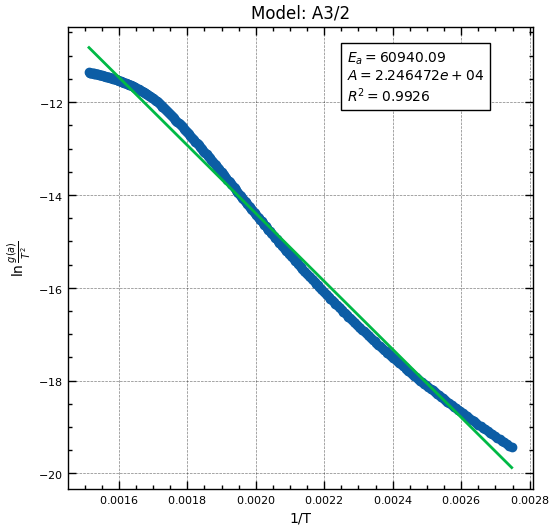 Model: A3/2
E_a = 60940.09
A = 2.246472e + 04
R^2 = 0.9926
ln g(a)/T^2
−12
−14
−16
−18
−20
0.0016 0.0018 0.0020 0.0022 0.0024 0.0026 0.0028
1/T